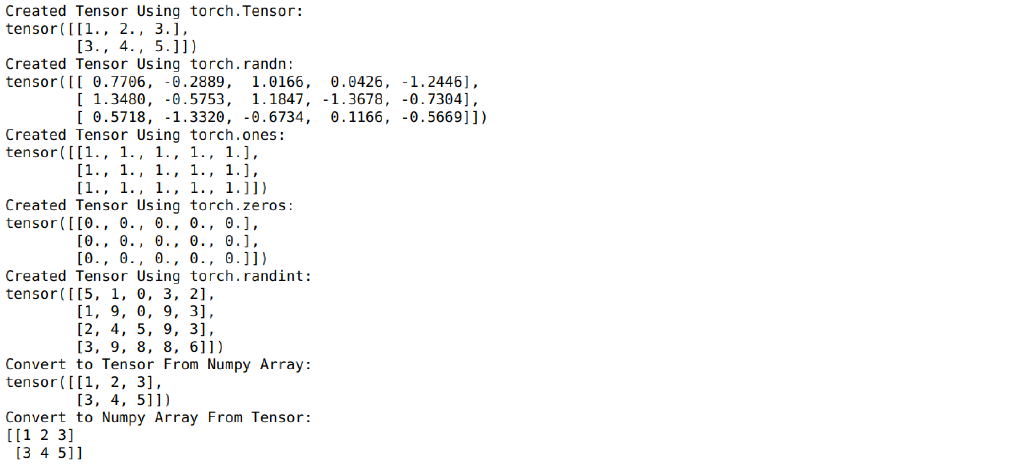 Created Tensor Using torch.Tensor:
tensor([[1., 2., 3.],
        [3., 4., 5.]])
Created Tensor Using torch.randn:
tensor([[ 0.7706, -0.2889,  1.0166,  0.0426, -1.2446],
        [ 1.3480, -0.5753,  1.1847, -1.3678, -0.7304],
        [ 0.5718, -1.3320, -0.6734,  0.1166, -0.5669]])
Created Tensor Using torch.ones:
tensor([[1., 1., 1., 1., 1.],
        [1., 1., 1., 1., 1.],
        [1., 1., 1., 1., 1.]])
Created Tensor Using torch.zeros:
tensor([[0., 0., 0., 0., 0.],
        [0., 0., 0., 0., 0.],
        [0., 0., 0., 0., 0.]])
Created Tensor Using torch.randint:
tensor([[5, 1, 0, 3, 2],
        [1, 9, 0, 9, 3],
        [2, 4, 5, 9, 3],
        [3, 9, 8, 8, 6]])
Convert to Tensor From Numpy Array:
tensor([[1, 2, 3],
        [3, 4, 5]])
Convert to Numpy Array From Tensor:
[[1 2 3]
 [3 4 5]]